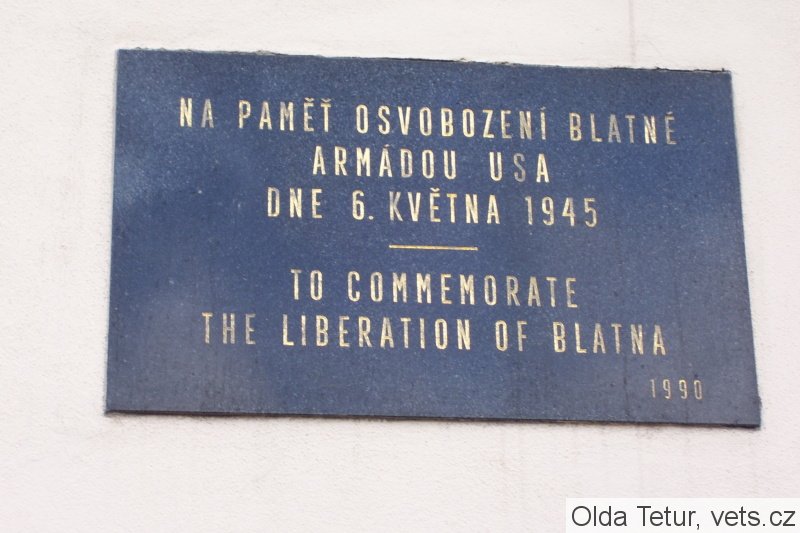 NA PAMĚŤ OSVOBOZENÍ BLATNÉ
ARMÁDOU USA
DNE 6. KVĚTNA 1945
TO COMMEMORATE
THE LIBERATION OF BLATNA
1990
Olda Tetur, vets.cz